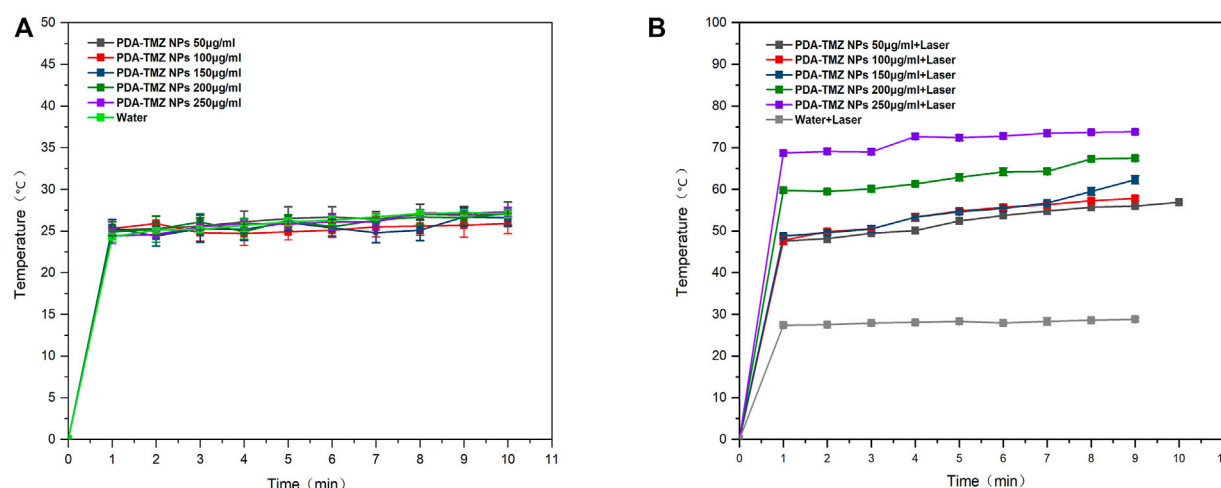 A
PDA-TMZ NPs 50μg/ml
PDA-TMZ NPs 100μg/ml
PDA-TMZ NPs 150μg/ml
PDA-TMZ NPs 200μg/ml
PDA-TMZ NPs 250μg/ml
Water
Temperature（℃）
50
45
40
35
30
25
20
15
10
5
0
0 1 2 3 4 5 6 7 8 9 10 11
Time（min）
B
PDA-TMZ NPs 50μg/ml+Laser
PDA-TMZ NPs 100μg/ml+Laser
PDA-TMZ NPs 150μg/ml+Laser
PDA-TMZ NPs 200μg/ml+Laser
PDA-TMZ NPs 250μg/ml+Laser
Water+Laser
Temperature（℃）
100
90
80
70
60
50
40
30
20
10
0
0 1 2 3 4 5 6 7 8 9 10
Time（min）